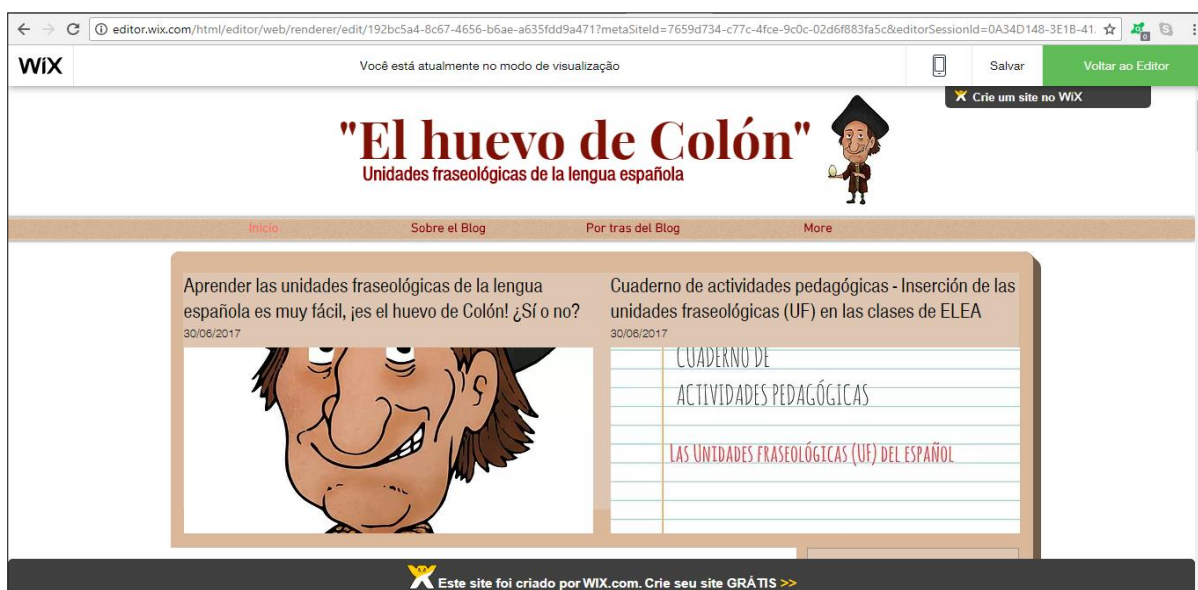 editor.wix.com/html/editor/web/renderer/edit/192bc5a4-8c67-4656-b6ae-a635fdd9a471?metaSiteId=7659d734-c77c-4fce-9c0c-02d6f883fa5c&editorSessionId=0A34D148-3E1B-41
WiX
Você está atualmente no modo de visualização
Salvar
Voltar ao Editor
Crie um site no WiX
"El huevo de Colón"
Unidades fraseológicas de la lengua española
Inicio
Sobre el Blog
Por tras del Blog
More
Aprender las unidades fraseológicas de la lengua
española es muy fácil, ¡es el huevo de Colón! ¿Sí o no?
30/06/2017
Cuaderno de actividades pedagógicas - Inserción de las
unidades fraseológicas (UF) en las clases de ELEA
30/06/2017
CUADERNO DE
ACTIVIDADES PEDAGÓGICAS
LAS UNIDADES FRASEOLÓGICAS (UF) DEL ESPAÑOL
Este site foi criado por WIX.com. Crie seu site GRÁTIS >>